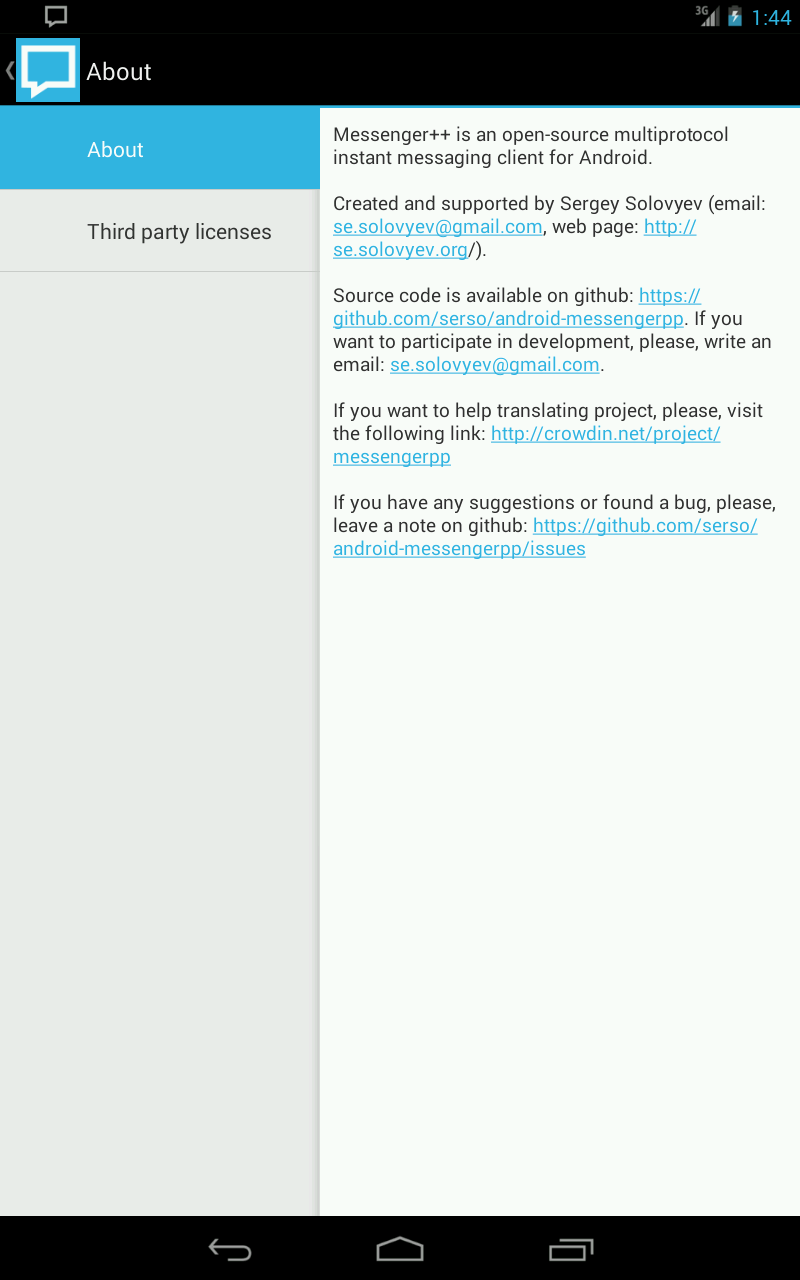 3G
1:44
About
About
Third party licenses
Messenger++ is an open-source multiprotocol
instant messaging client for Android.
Created and supported by Sergey Solovyev (email:
se.solovyev@gmail.com, web page: http://
se.solovyev.org/).
Source code is available on github: https://
github.com/serso/android-messengerpp. If you
want to participate in development, please, write an
email: se.solovyev@gmail.com.
If you want to help translating project, please, visit
the following link: http://crowdin.net/project/
messengerpp
If you have any suggestions or found a bug, please,
leave a note on github: https://github.com/serso/
android-messengerpp/issues